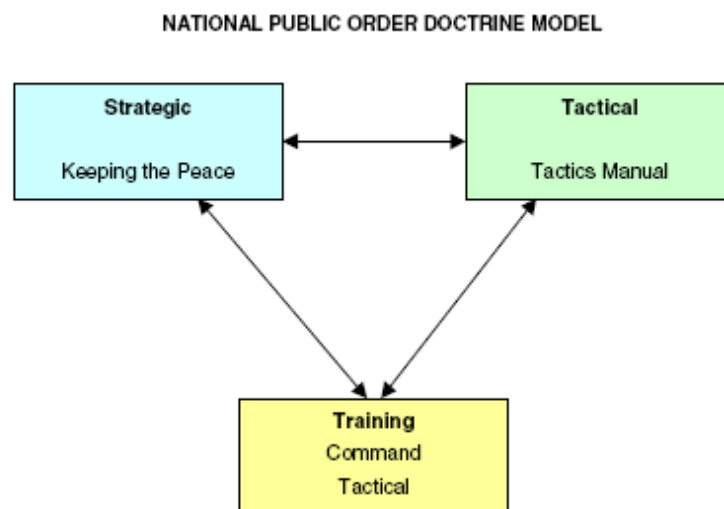 NATIONAL PUBLIC ORDER DOCTRINE MODEL
Strategic
Keeping the Peace
Tactical
Tactics Manual
Training
Command
Tactical